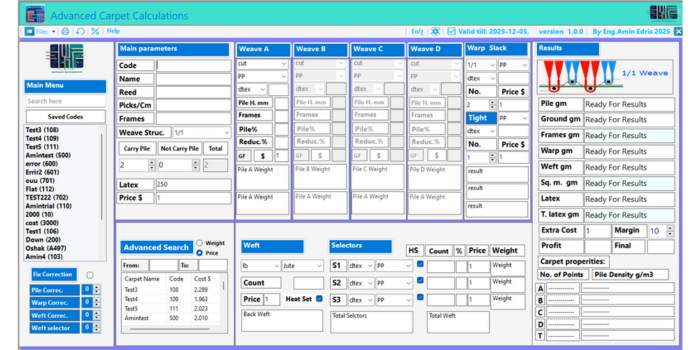 Advanced Carpet Calculations
Files
%
Help
En/ع
Valid till: 2025-12-05.
version 1.0.0
By Eng.Amin Edris 2025
X
Main Menu
Search here
Saved Codes
Test3 (108)
Test4 (109)
Test5 (111)
Amintest (500)
error (600)
Errir2 (601)
ouu (701)
Flat (112)
TEST222 (702)
Amintrial (110)
2000 (10)
cost (3000)
Test1 (106)
Down (200)
Oshak (A497)
Amin4 (103)
Fix Correction
Pile Correc. 0
Warp Correc. 0
Weft Correc. 0
Weft selector 0
Main parameters
Code
Name
Reed
Picks/Cm
Frames
Weave Struc. 1/1
Carry Pile Not Carry Pile Total
2 0 2
Latex 250
Price $ 1
Weave A
cut
PP
dtex
Pile H. mm
Frames
Pile%
Reduc.%
GF $ 1
Pile A Weight
Pile A Weight
Weave B
cut
PP
dtex
Pile H. mm
Frames
Pile%
Reduc.%
GF $
Pile B Weight
Pile A Weight
Weave C
cut
PP
dtex
Pile H. mm
Frames
Pile%
Reduc.%
GF $
Pile C Weight
Pile A Weight
Weave D
cut
PP
dtex
Pile H. mm
Frames
Pile%
Reduc.%
GF $
Pile D Weight
Pile A Weight
Warp Slack
1/1 PP
dtex
No. Price $
2 1
Tight PP
dtex
No. Price $
1 1
result
result
result
Results
1/1 Weave
Pile gm Ready For Results
Ground gm Ready For Results
Frames gm Ready For Results
Warp gm Ready For Results
Weft gm Ready For Results
Sq. m. gm Ready For Results
Latex Ready For Results
T. latex gm Ready For Results
Extra Cost 1 Margin 10
Profit Final
Carpet properities:
No. of Points Pile Density g/m3
A ------------ ------------
B ------------ ------------
C ------------ ------------
D ------------ ------------
T ------------ ------------
Advanced Search
Weight
Price
From: To:
Carpet Name Code Cost $
Test3 108 2.289
Test4 109 1.963
Test5 111 2.023
Amintest 500 2.010
Weft
lb Jute
Count
Price 1 Heat Set
Back Weft
Selectors
HS Count % Price Weight
S1 dtex PP 1 Weight
S2 dtex PP 1 Weight
S3 dtex PP 1 Weight
Total Selctors
Total Weft